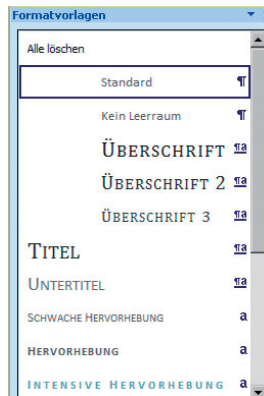 Formatvorlagen
Alle löschen
Standard ¶
Kein Leerraum ¶
ÜBERSCHRIFT ¶a
ÜBERSCHRIFT 2 ¶a
ÜBERSCHRIFT 3 ¶a
TITEL ¶a
UNTERTITEL ¶a
SCHWACHE HERVORHEBUNG a
HERVORHEBUNG a
INTENSIVE HERVORHEBUNG a